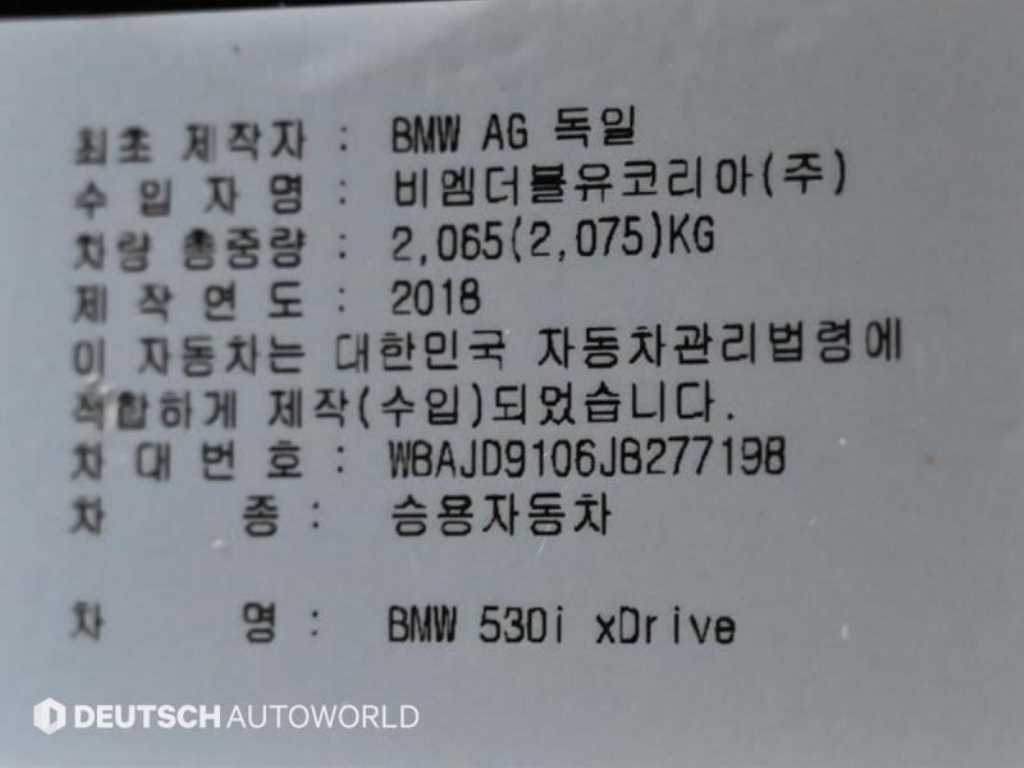 최초 제작자 : BMW AG 독일
수 입 자 명 : 비엠더블유코리아(주)
차량 총중량 : 2,065(2,075)KG
제 작 연 도 : 2018
이 자동차는 대한민국 자동차관리법령에
적합하게 제작(수입)되었습니다.
차 대 번 호 : WBAJD9106JB277198
차 종 : 승용자동차
차 명 : BMW 530i xDrive
DEUTSCH AUTOWORLD